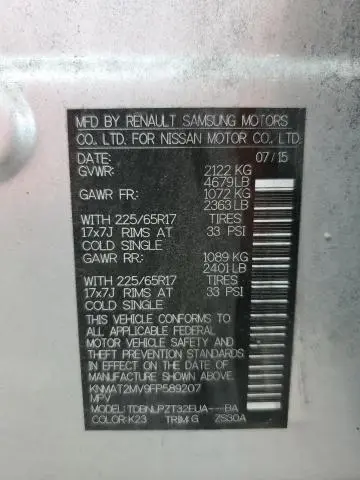 MFD BY RENAULT SAMSUNG MOTORS
CO., LTD. FOR NISSAN MOTOR CO., LTD.
DATE: 07/15
GVWR: 2122 KG
4679 LB
GAWR FR: 1072 KG
2363 LB
WITH 225/65R17 TIRES
17x7J RIMS AT 33 PSI
COLD SINGLE
GAWR RR: 1089 KG
2401 LB
WITH 225/65R17 TIRES
17x7J RIMS AT 33 PSI
COLD SINGLE
THIS VEHICLE CONFORMS TO
ALL APPLICABLE FEDERAL
MOTOR VEHICLE SAFETY AND
THEFT PREVENTION STANDARDS
IN EFFECT ON THE DATE OF
MANUFACTURE SHOWN ABOVE.
KNMAT2MV9FP589207
MPV
MODEL: TDBNLPZT32EUA---BA
COLOR:K23 TRIM:G ZS30A